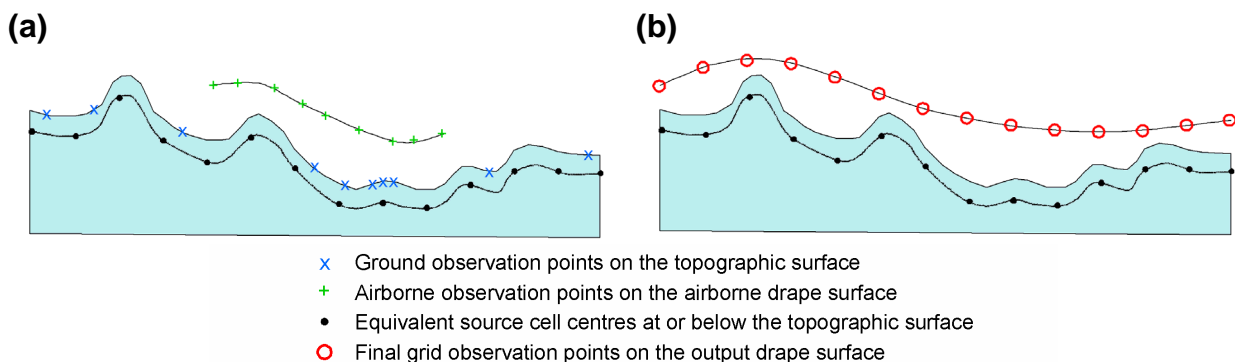 (a)
(b)
Ground observation points on the topographic surface
Airborne observation points on the airborne drape surface
Equivalent source cell centres at or below the topographic surface
Final grid observation points on the output drape surface